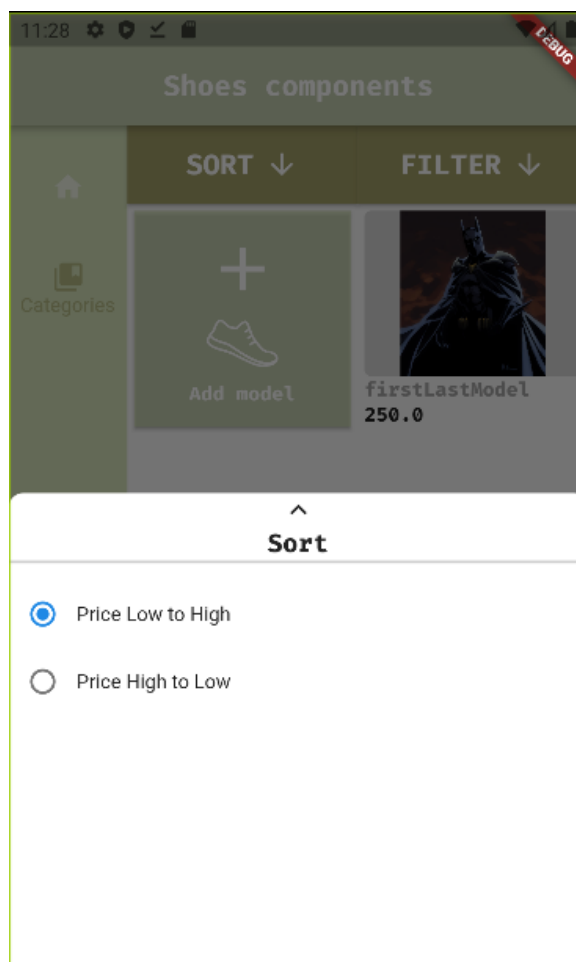 11:28
DEBUG
Shoes components
SORT ↓ FILTER ↓
Categories
Add model
firstLastModel
250.0
Sort
Price Low to High
Price High to Low